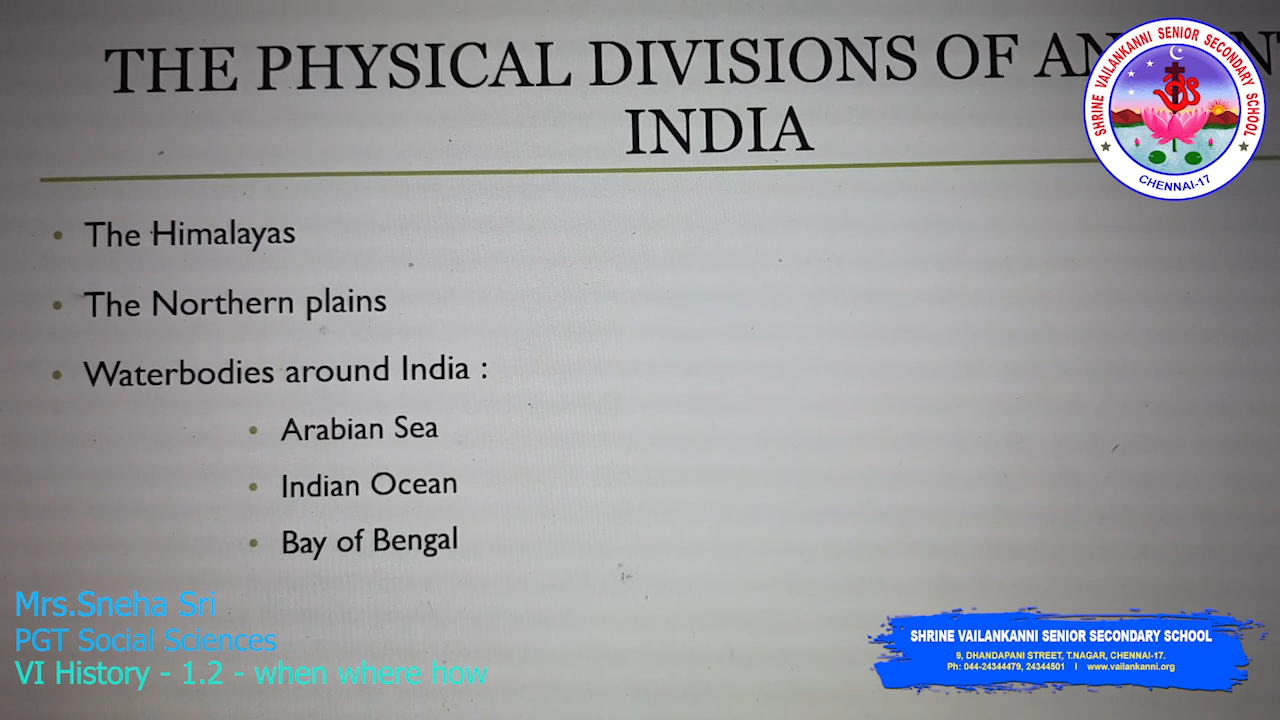 THE PHYSICAL DIVISIONS OF
INDIA
• The Himalayas
• The Northern plains
• Waterbodies around India :
• Arabian Sea
• Indian Ocean
• Bay of Bengal
SHRINE VAILANKANNI SENIOR SECONDARY SCHOOL
CHENNAI-17
Mrs.Sneha Sri
PGT Social Sciences
VI History - 1.2 - when where how
SHRINE VAILANKANNI SENIOR SECONDARY SCHOOL
9, DHANDAPANI STREET, T.NAGAR, CHENNAI-17.
Ph: 044-24344479, 24344501 I www.vailankanni.org